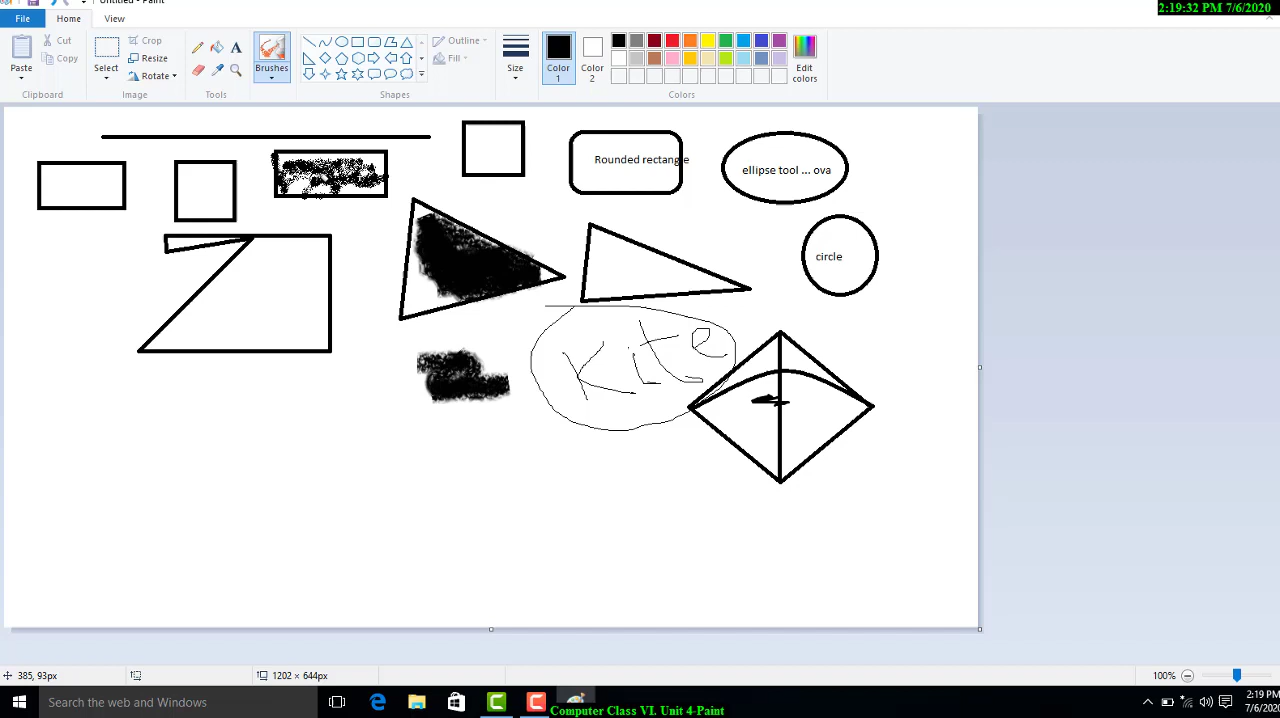 2:19:32 PM 7/6/2020
Untitled - Paint
File Home View
Paste
Cut
Copy
Clipboard
Select
Crop
Resize
Rotate
Image
Tools
Brushes
Shapes
Outline
Fill
Size
Color 1
Color 2
Edit colors
Colors
Rounded rectangle
ellipse tool ... ova
circle
Kite
385, 93px
1202 × 644px
100%
Search the web and Windows
Computer Class VI. Unit 4-Paint
2:19 PM
7/6/2020